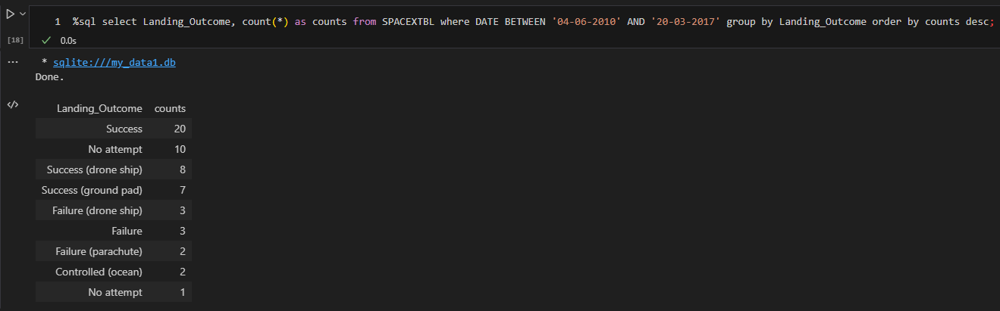 1 %sql select Landing_Outcome, count(*) as counts from SPACEXTBL where DATE BETWEEN '04-06-2010' AND '20-03-2017' group by Landing_Outcome order by counts desc;
[18] ✓ 0.0s
... * sqlite:///my_data1.db
Done.
</> Landing_Outcome counts
Success 20
No attempt 10
Success (drone ship) 8
Success (ground pad) 7
Failure (drone ship) 3
Failure 3
Failure (parachute) 2
Controlled (ocean) 2
No attempt 1